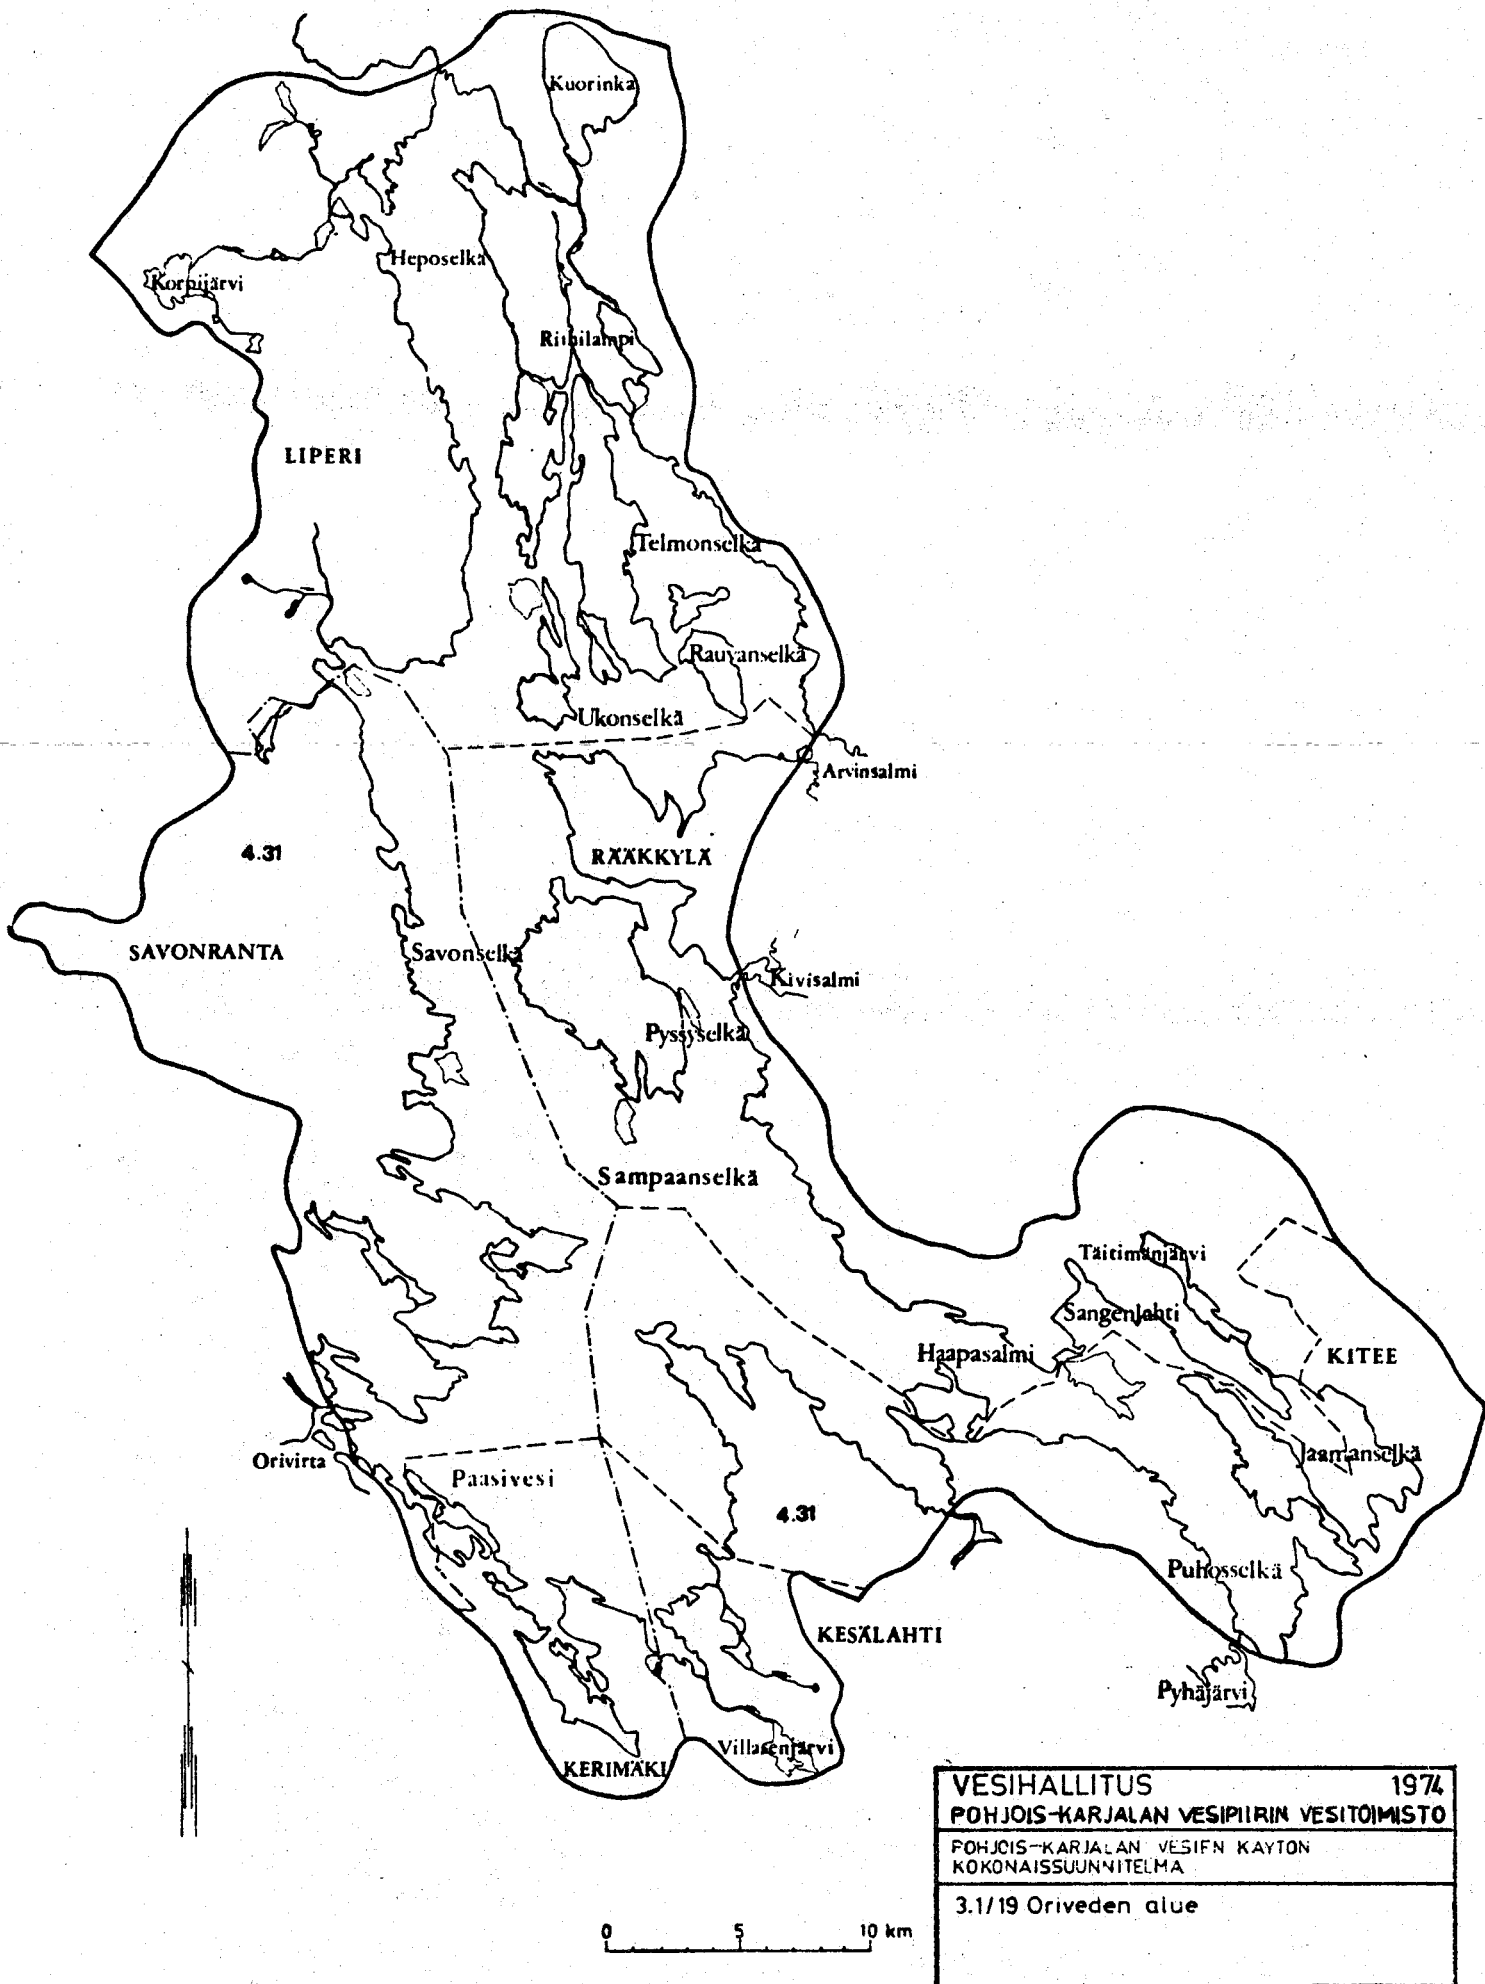 Kuorinka
Heposelkä
Korpijärvi
Riihilampi
LIPERI
Telmonselkä
Rauvanselkä
Ukonselkä
Arvinsalmi
4.31
RÄÄKKYLÄ
SAVONRANTA
Savonselkä
Kivisalmi
Pyssyselkä
Sampaanselkä
Täitimänjärvi
Sangenlahti
Haapasalmi
KITEE
Orivirta
Paasivesi
Jaamanselkä
4.31
Puhosselkä
KESÄLAHTI
Pyhäjärvi
Villasenjärvi
KERIMÄKI
VESIHALLITUS 1974
POHJOIS-KARJALAN VESIPIIRIN VESITOIMISTO
POHJOIS-KARJALAN VESIEN KÄYTÖN
KOKONAISSUUNNITELMA
3.1/19 Oriveden alue
0 5 10 km